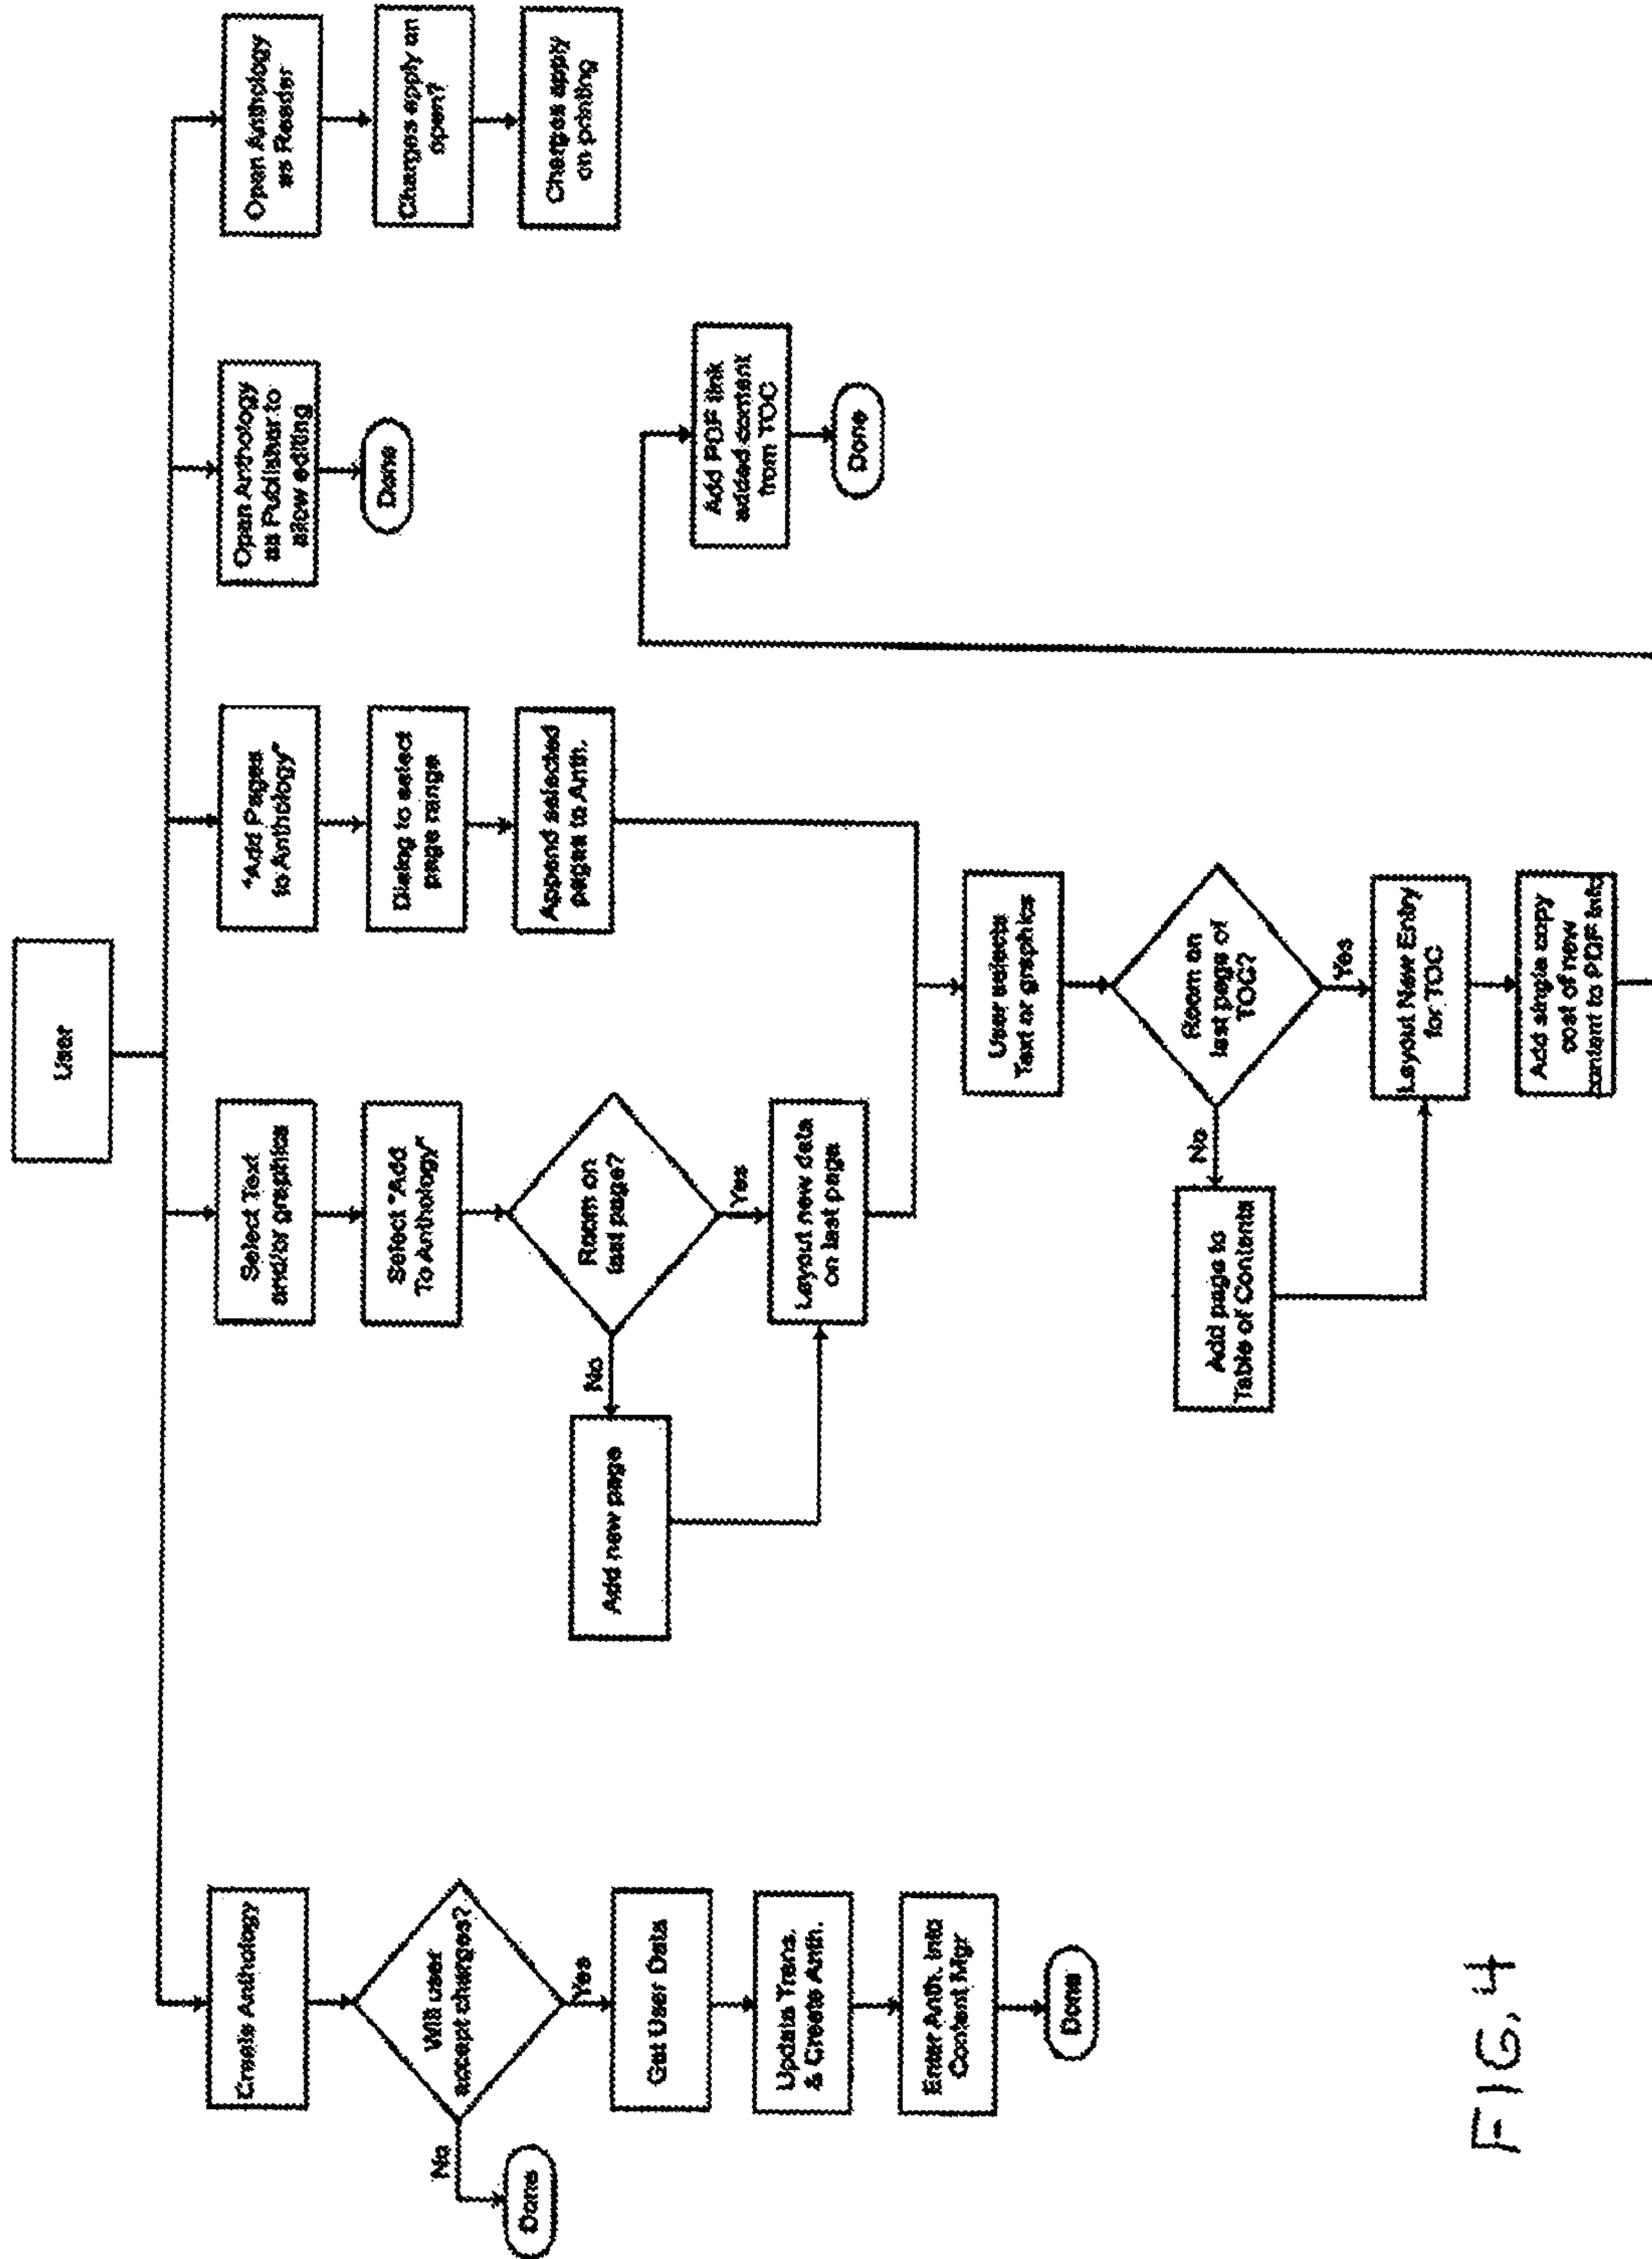 User
Create Anthology
Will user
accept charges?
No
Done
Yes
Get User Data
Update Trans.
& Create Anth.
Enter Anth. into
Content Mgr
Done
Select Text
and/or graphics
Select "Add
To Anthology"
Room on
last page?
No
Add new page
Yes
Layout new data
on last page
"Add Pages
to Anthology"
Dialog to select
page range
Append selected
pages to Anth.
User selects
Text or graphics
Room on
last page of
TOC?
No
Add page to
Table of Contents
Yes
Layout New Entry
for TOC
Add single copy
cost of new
content to PDF Info
Open Anthology
as Publisher to
allow editing
Done
Add PDF link
added content
from TOC
Done
Open Anthology
as Reader
Charges apply on
open?
Charges apply
on printing
FIG. 4